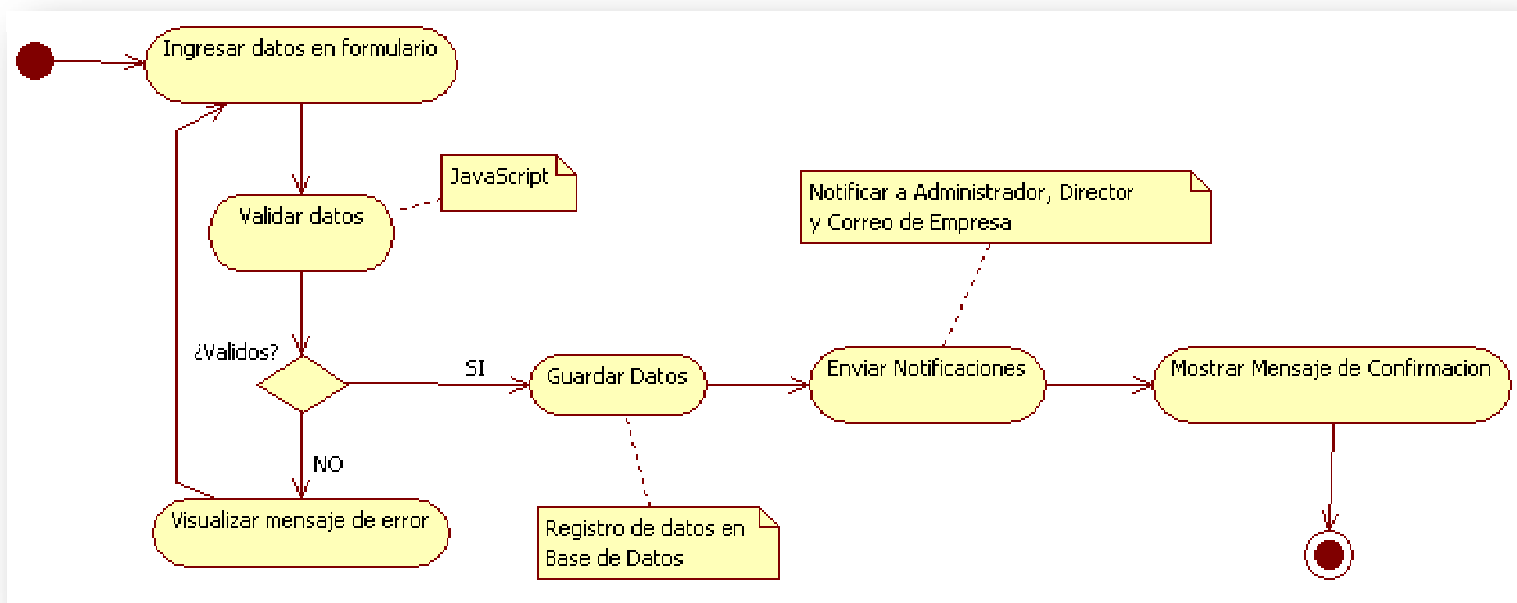 Ingresar datos en formulario
JavaScript
Validar datos
Notificar a Administrador, Director
y Correo de Empresa
¿Validos?
SI
Guardar Datos
Enviar Notificaciones
Mostrar Mensaje de Confirmacion
NO
Visualizar mensaje de error
Registro de datos en
Base de Datos